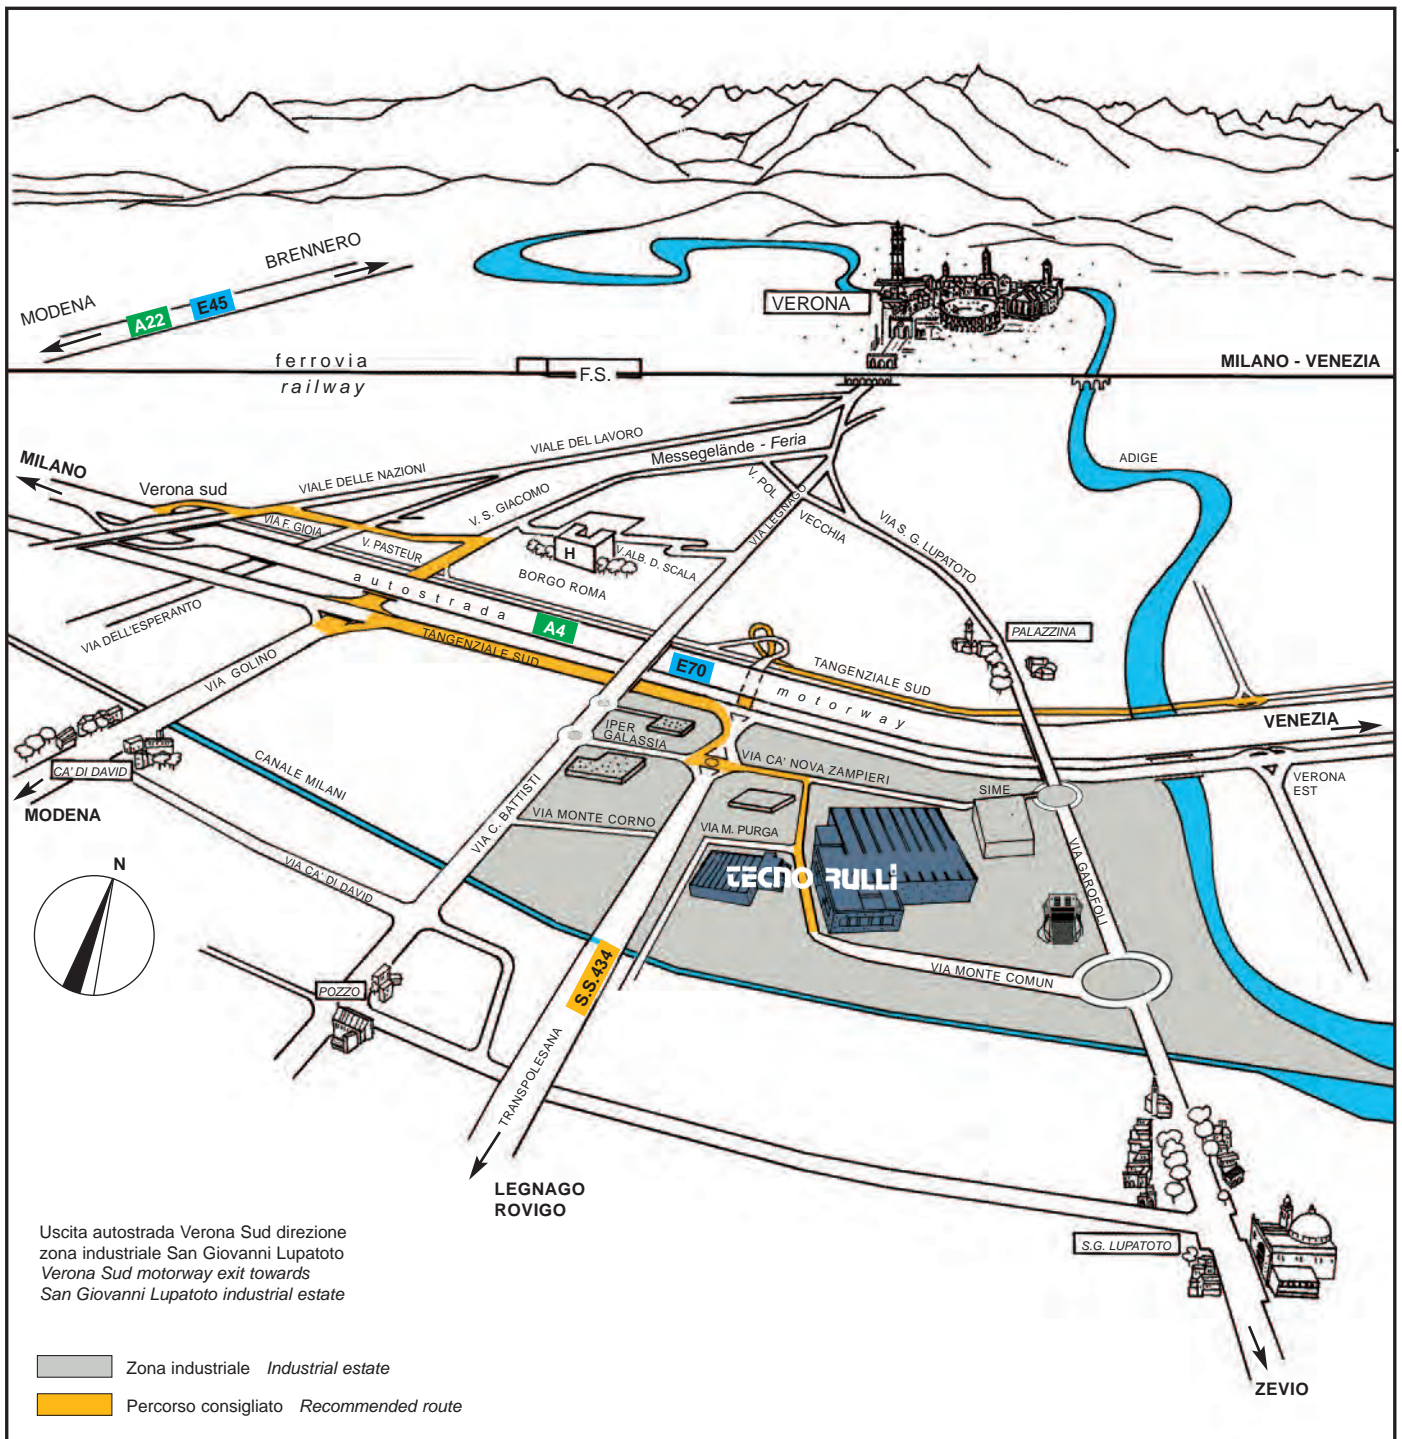 BRENNERO
MODENA
A22
E45
VERONA
ferrovia
railway
F.S.
MILANO - VENEZIA
VIALE DEL LAVORO
Messegelände - Feria
MILANO
Verona sud
VIALE DELLE NAZIONI
V. S. GIACOMO
V. POL
VECCHIA
VIA LEGNAGO
VIA S. G. LUPATOTO
ADIGE
VIA F. GIOIA
V. PASTEUR
H
V.ALB. D. SCALA
BORGO ROMA
autostrada
A4
VIA DELL'ESPERANTO
TANGENZIALE SUD
PALAZZINA
VIA GOLINO
E70
TANGENZIALE SUD
motorway
VENEZIA
IPER
GALASSIA
VIA CA' NOVA ZAMPIERI
CA' DI DAVID
CANALE MILANI
SIME
VERONA
EST
MODENA
VIA C. BATTISTI
VIA MONTE CORNO
VIA M. PURGA
VIA CA' DI DAVID
TECNO RULLI
VIA GAROFOLI
N
VIA MONTE COMUN
POZZO
S.S.434
TRANSPOLESANA
LEGNAGO
ROVIGO
S.G. LUPATOTO
Uscita autostrada Verona Sud direzione
zona industriale San Giovanni Lupatoto
Verona Sud motorway exit towards
San Giovanni Lupatoto industrial estate
Zona industriale Industrial estate
Percorso consigliato Recommended route
ZEVIO